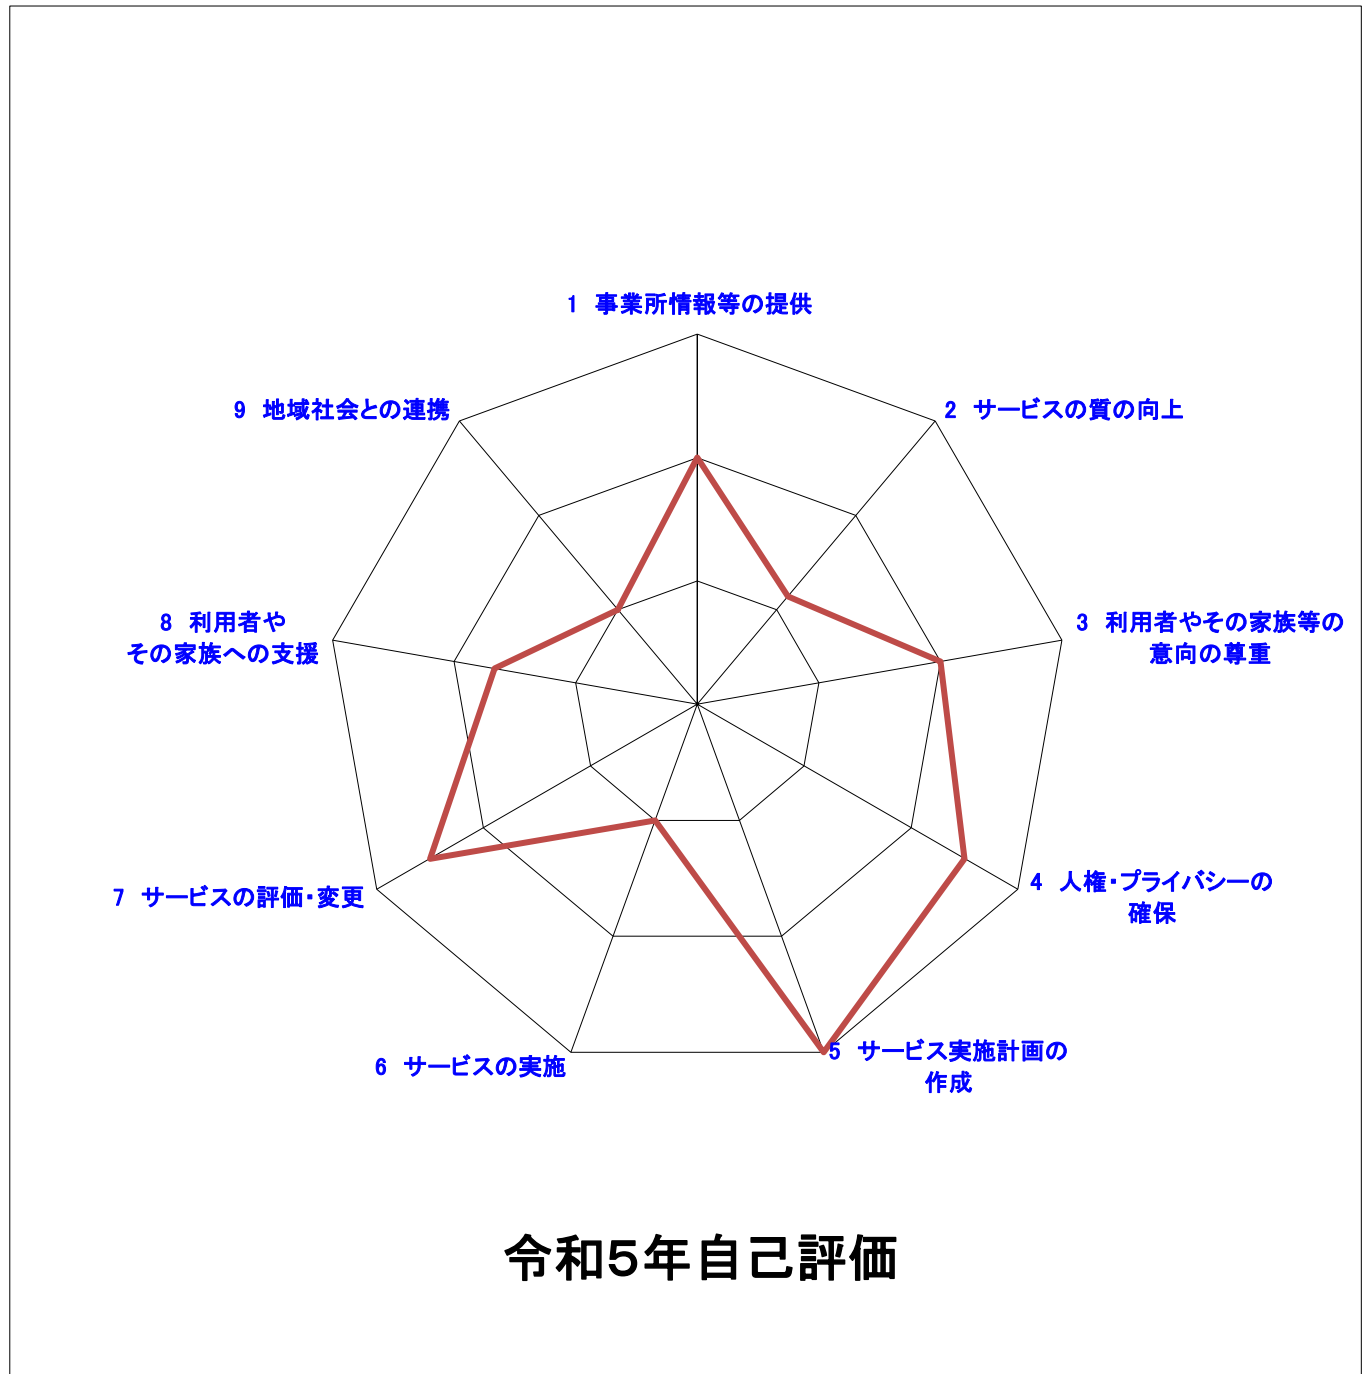 1 事業所情報等の提供
2 サービスの質の向上
3 利用者やその家族等の
意向の尊重
4 人権・プライバシーの
確保
5 サービス実施計画の
作成
6 サービスの実施
7 サービスの評価・変更
8 利用者や
その家族への支援
9 地域社会との連携
令和5年自己評価